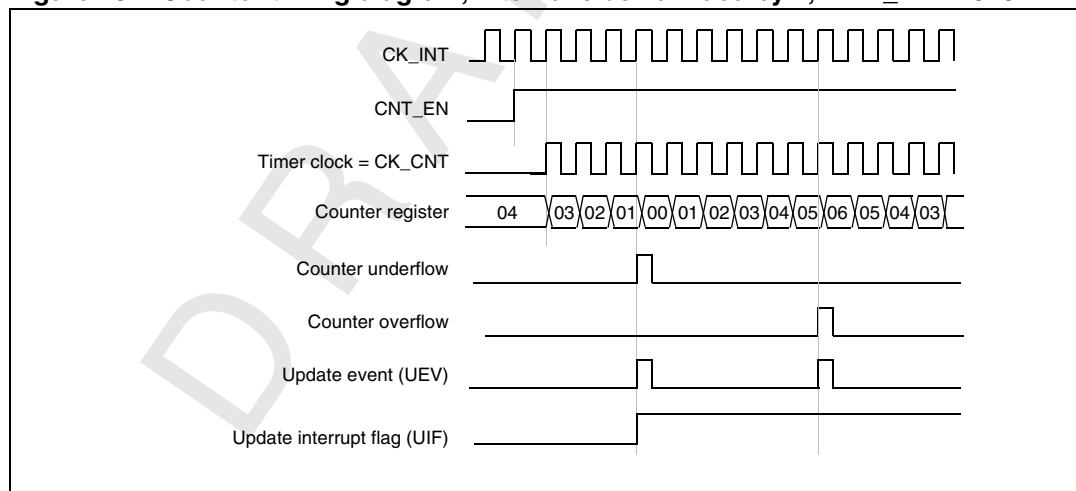 CK_INT
CNT_EN
Timer clock = CK_CNT
Counter register 04 03 02 01 00 01 02 03 04 05 06 05 04 03
Counter underflow
Counter overflow
Update event (UEV)
Update interrupt flag (UIF)
D R A